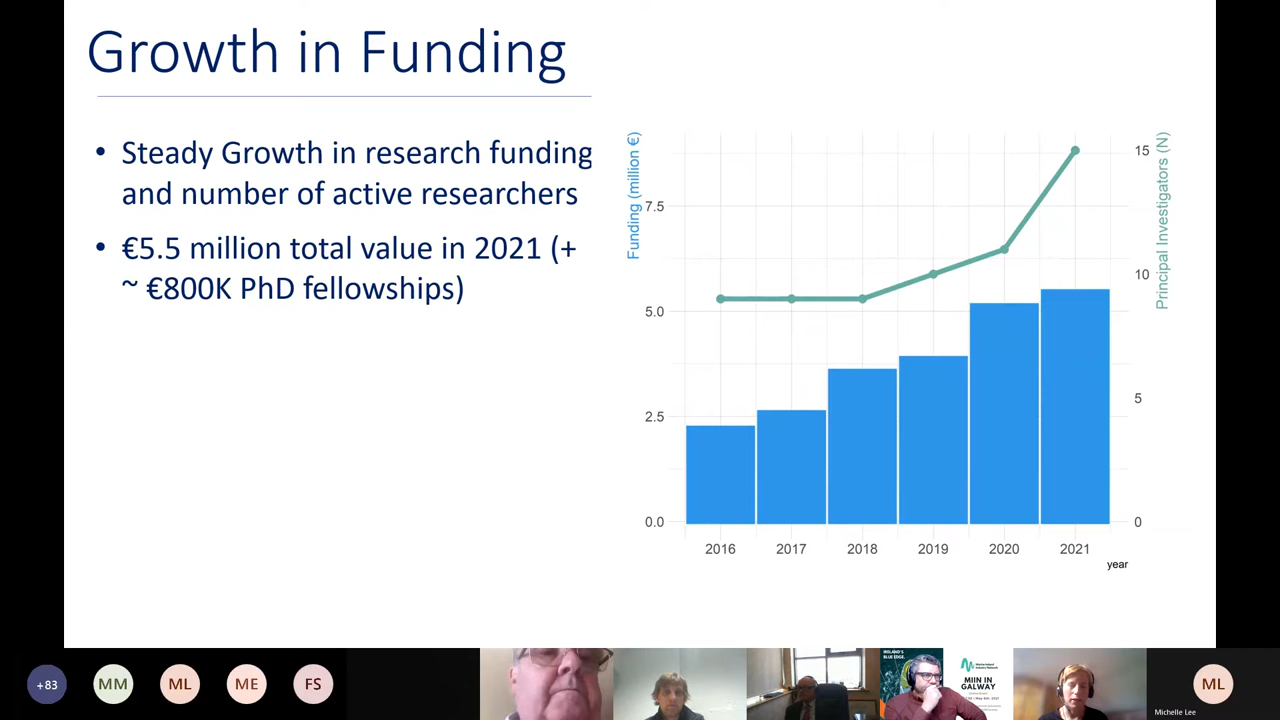 Growth in Funding
• Steady Growth in research funding
and number of active researchers
• €5.5 million total value in 2021 (+
~ €800K PhD fellowships)
Funding (million €)
7.5
5.0
2.5
0.0
2016 2017 2018 2019 2020 2021
year
15
10
5
0
Principal Investigators (N)
+83
MM
ML
ME
FS
IRELAND'S
BLUE EDGE.
MIIN IN
GALWAY
ML
Michelle Lee